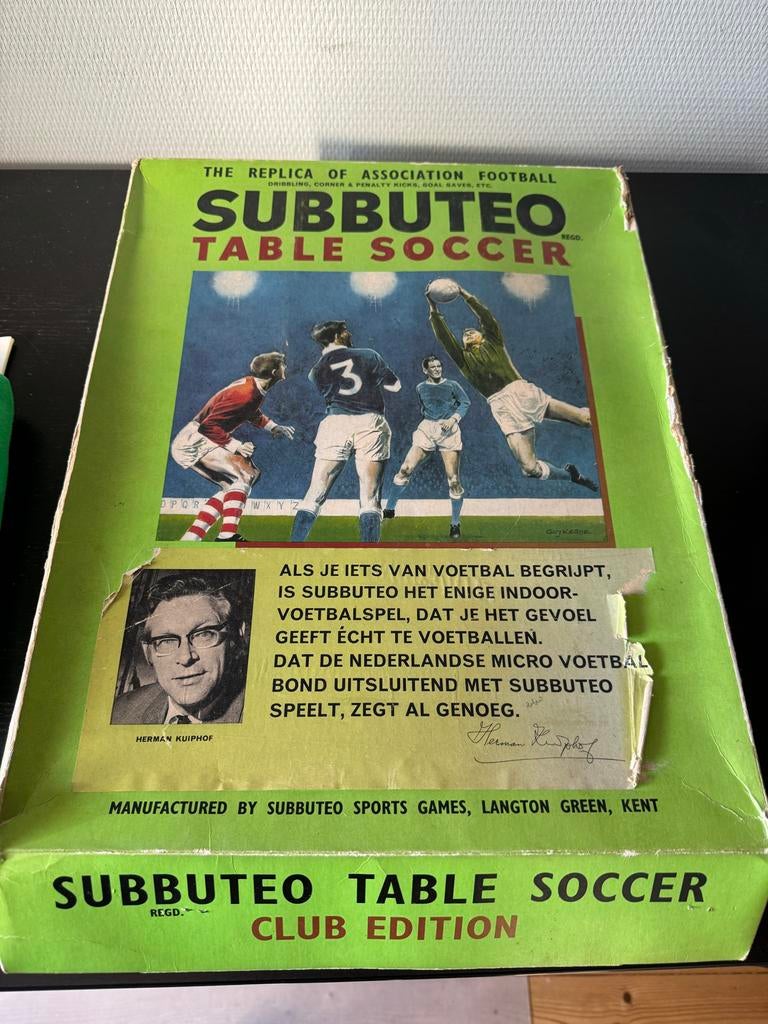 THE REPLICA OF ASSOCIATION FOOTBALL
DRIBBLING, CORNER & PENALTY KICKS, GOAL SAVES, ETC.
SUBBUTEO
REGD.
TABLE SOCCER
3
O P Q R W X Y Z
ALS JE IETS VAN VOETBAL BEGRIJPT,
IS SUBBUTEO HET ENIGE INDOOR-
VOETBALSPEL, DAT JE HET GEVOEL
GEEFT ÉCHT TE VOETBALLEN.
DAT DE NEDERLANDSE MICRO VOETBAL
BOND UITSLUITEND MET SUBBUTEO
SPEELT, ZEGT AL GENOEG.
Herman Kuiphof
HERMAN KUIPHOF
MANUFACTURED BY SUBBUTEO SPORTS GAMES, LANGTON GREEN, KENT
SUBBUTEO TABLE SOCCER
REGD.
CLUB EDITION